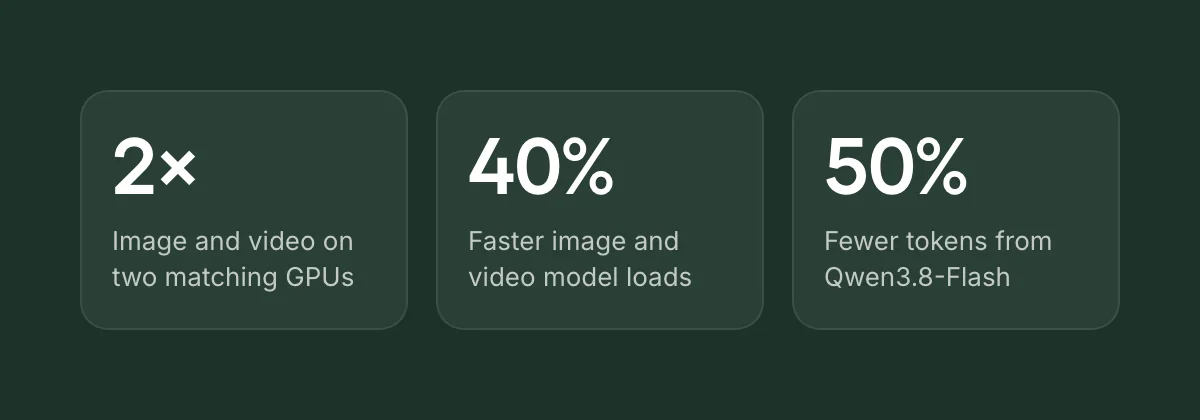 2×
Image and video on
two matching GPUs
40%
Faster image and
video model loads
50%
Fewer tokens from
Qwen3.8-Flash